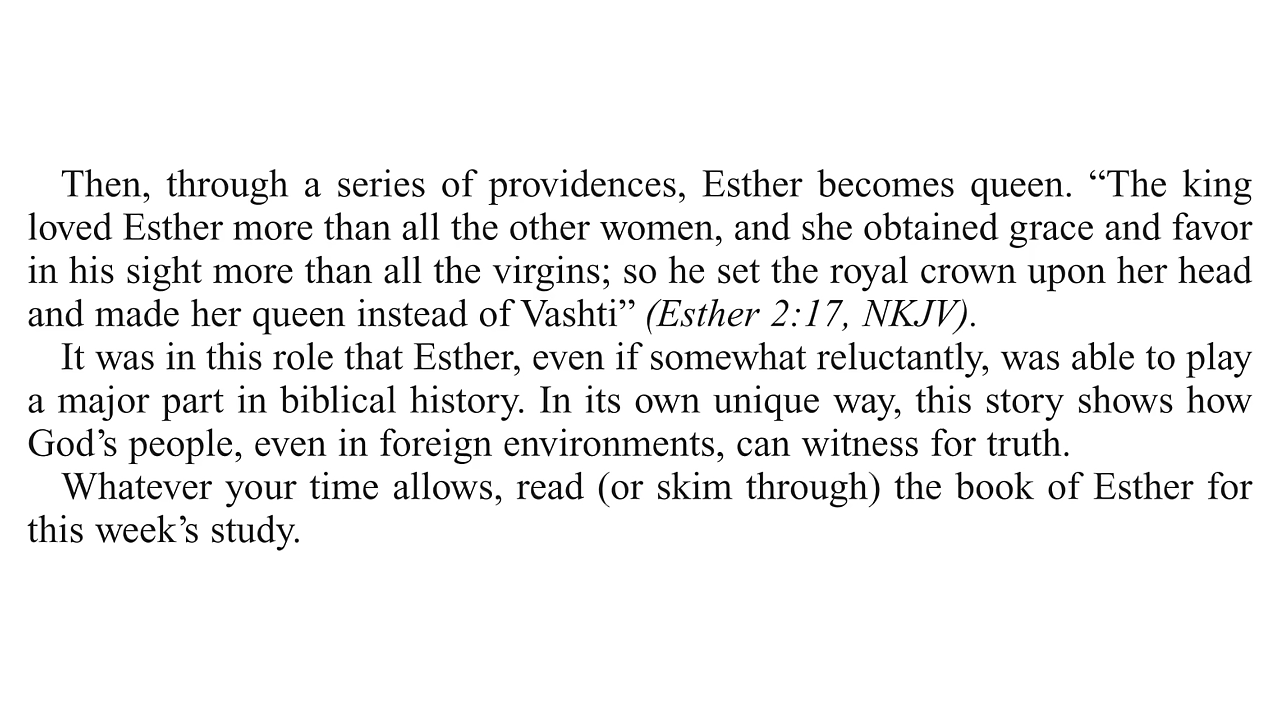 Then, through a series of providences, Esther becomes queen. “The king
loved Esther more than all the other women, and she obtained grace and favor
in his sight more than all the virgins; so he set the royal crown upon her head
and made her queen instead of Vashti” (Esther 2:17, NKJV).
It was in this role that Esther, even if somewhat reluctantly, was able to play
a major part in biblical history. In its own unique way, this story shows how
God’s people, even in foreign environments, can witness for truth.
Whatever your time allows, read (or skim through) the book of Esther for
this week’s study.